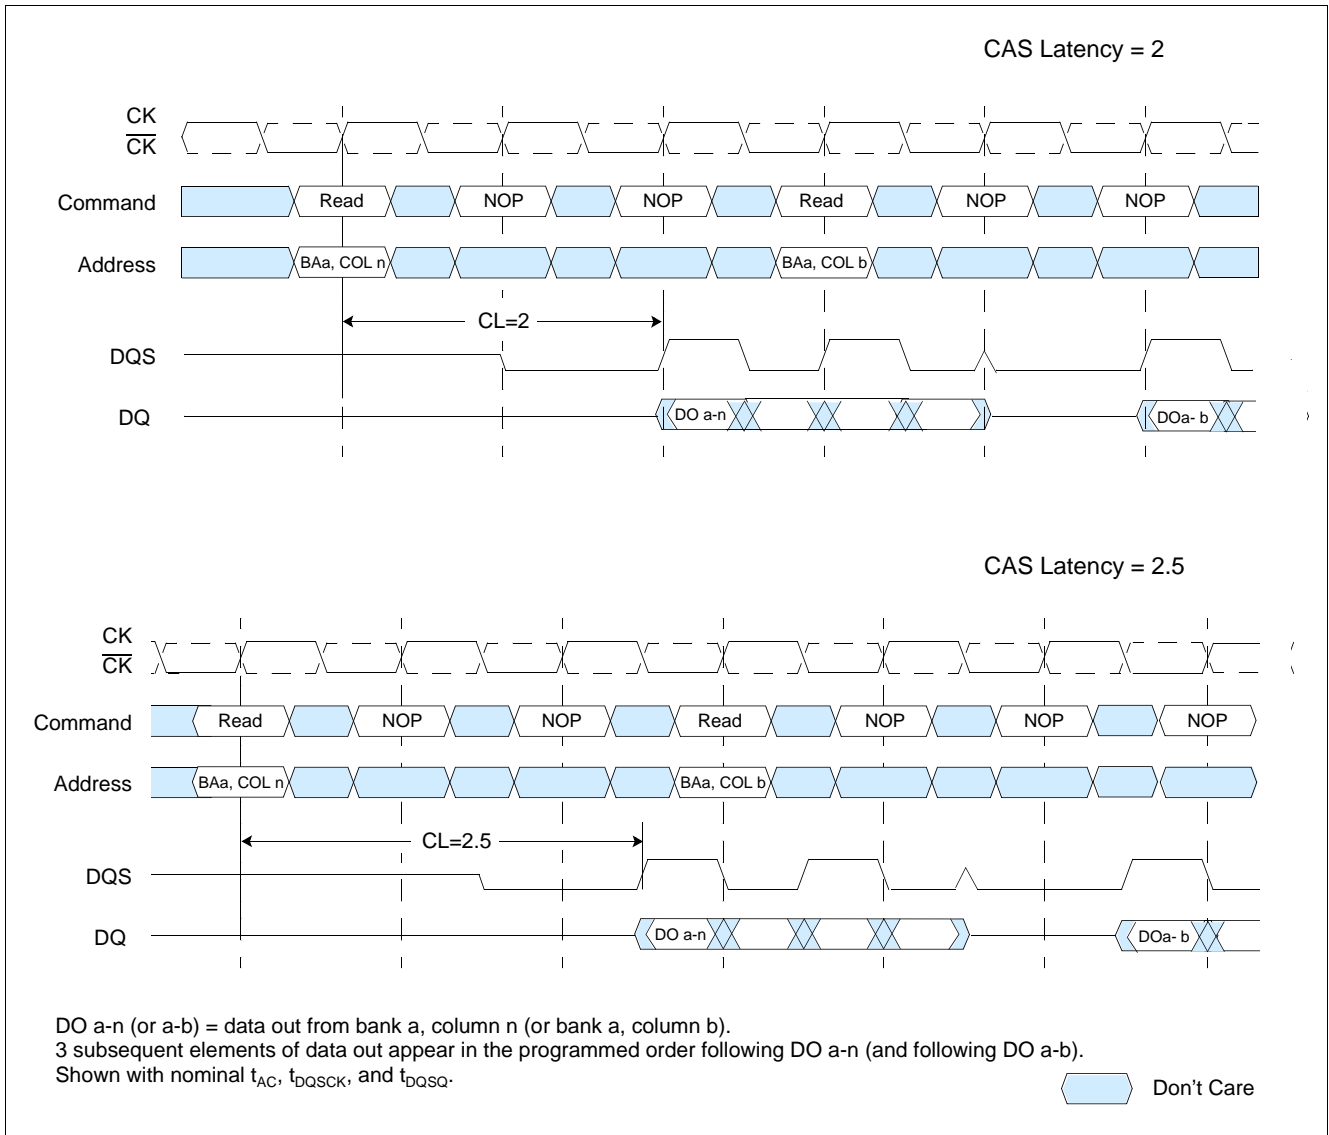 CAS Latency = 2
CK
CK
Command Read NOP NOP Read NOP NOP
Address BAa, COL n BAa, COL b
CL=2
DQS
DQ DO a-n DOa- b
CAS Latency = 2.5
CK
CK
Command Read NOP NOP Read NOP NOP NOP
Address BAa, COL n BAa, COL b
CL=2.5
DQS
DQ DO a-n DOa- b
DO a-n (or a-b) = data out from bank a, column n (or bank a, column b).
3 subsequent elements of data out appear in the programmed order following DO a-n (and following DO a-b).
Shown with nominal tAC, tDQSCK, and tDQSQ.
Don't Care